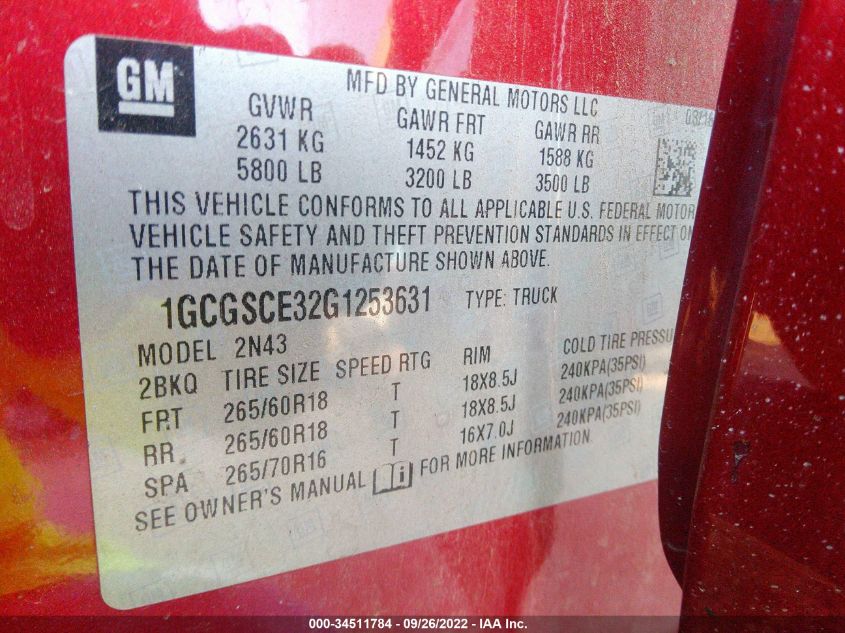 GM
MFD BY GENERAL MOTORS LLC
GVWR GAWR FRT GAWR RR
2631 KG 1452 KG 1588 KG
5800 LB 3200 LB 3500 LB
THIS VEHICLE CONFORMS TO ALL APPLICABLE U.S. FEDERAL MOTOR
VEHICLE SAFETY AND THEFT PREVENTION STANDARDS IN EFFECT ON
THE DATE OF MANUFACTURE SHOWN ABOVE.
1GCGSCE32G1253631 TYPE: TRUCK
MODEL 2N43
2BKQ TIRE SIZE SPEED RTG RIM COLD TIRE PRESSU
FRT 265/60R18 T 18X8.5J 240KPA(35PSI)
RR. 265/60R18 T 18X8.5J 240KPA(35PSI)
SPA 265/70R16 T 16X7.0J 240KPA(35PSI)
SEE OWNER'S MANUAL FOR MORE INFORMATION
000-34511784 - 09/26/2022 - IAA Inc.